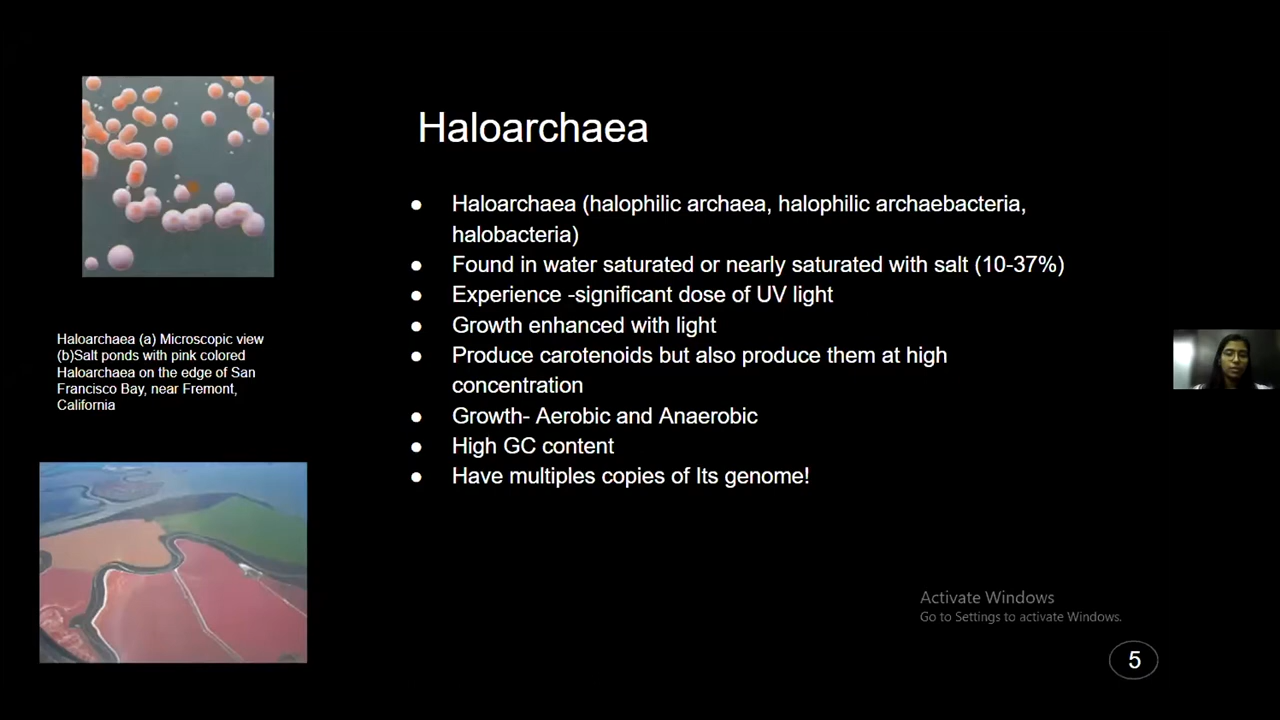 Haloarchaea
● Haloarchaea (halophilic archaea, halophilic archaebacteria,
halobacteria)
● Found in water saturated or nearly saturated with salt (10-37%)
● Experience -significant dose of UV light
● Growth enhanced with light
● Produce carotenoids but also produce them at high
concentration
● Growth- Aerobic and Anaerobic
● High GC content
● Have multiples copies of Its genome!
Haloarchaea (a) Microscopic view
(b)Salt ponds with pink colored
Haloarchaea on the edge of San
Francisco Bay, near Fremont,
California
Activate Windows
Go to Settings to activate Windows.
5